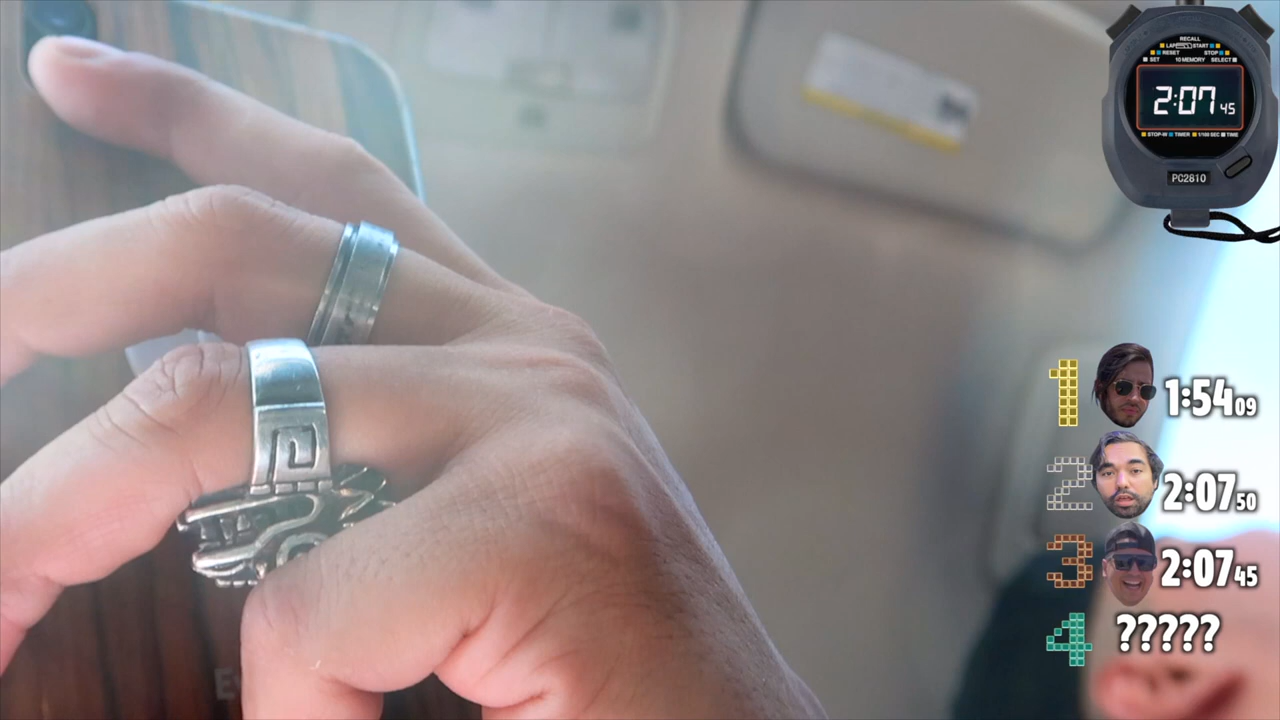 RECALL
LAP START
RESET STOP
SET 10 MEMORY SELECT
2:07 45
STOP-W TIMER 1/100 SEC TIME
PC2810
1 1:54 09
2 2:07 50
3 2:07 45
4 ?????